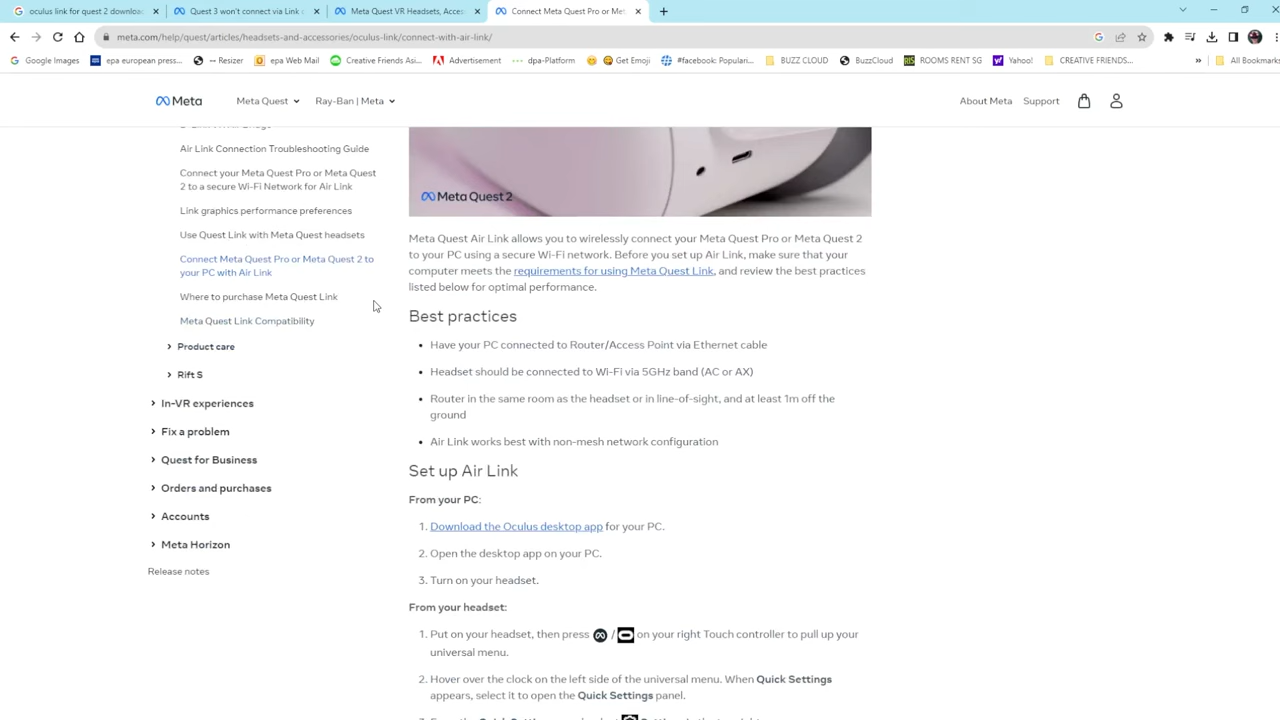 oculus link for quest 2 downloa
Quest 3 won't connect via Link c
Meta Quest VR Headsets, Acces
Connect Meta Quest Pro or Met
meta.com/help/quest/articles/headsets-and-accessories/oculus-link/connect-with-air-link/
Google Images
epa european press...
-- Resizer
epa Web Mail
Creative Friends Asi...
Advertisement
dpa-Platform
Get Emoji
#facebook: Populari...
BUZZ CLOUD
BuzzCloud
ROOMS RENT SG
Yahoo!
CREATIVE FRIENDS...
»
All Bookmarks
Meta
Meta Quest
Ray-Ban | Meta
About Meta
Support
Air Link Connection Troubleshooting Guide
Connect your Meta Quest Pro or Meta Quest
2 to a secure Wi-Fi Network for Air Link
Link graphics performance preferences
Use Quest Link with Meta Quest headsets
Connect Meta Quest Pro or Meta Quest 2 to
your PC with Air Link
Where to purchase Meta Quest Link
Meta Quest Link Compatibility
Product care
Rift S
In-VR experiences
Fix a problem
Quest for Business
Orders and purchases
Accounts
Meta Horizon
Release notes
Meta Quest 2
Meta Quest Air Link allows you to wirelessly connect your Meta Quest Pro or Meta Quest 2
to your PC using a secure Wi-Fi network. Before you set up Air Link, make sure that your
computer meets the requirements for using Meta Quest Link, and review the best practices
listed below for optimal performance.
Best practices
• Have your PC connected to Router/Access Point via Ethernet cable
• Headset should be connected to Wi-Fi via 5GHz band (AC or AX)
• Router in the same room as the headset or in line-of-sight, and at least 1m off the
ground
• Air Link works best with non-mesh network configuration
Set up Air Link
From your PC:
1. Download the Oculus desktop app for your PC.
2. Open the desktop app on your PC.
3. Turn on your headset.
From your headset:
1. Put on your headset, then press / on your right Touch controller to pull up your
universal menu.
2. Hover over the clock on the left side of the universal menu. When Quick Settings
appears, select it to open the Quick Settings panel.